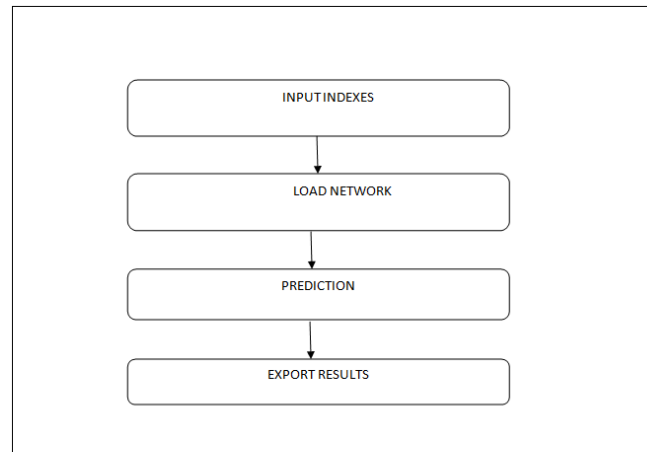 INPUT INDEXES
LOAD NETWORK
PREDICTION
EXPORT RESULTS